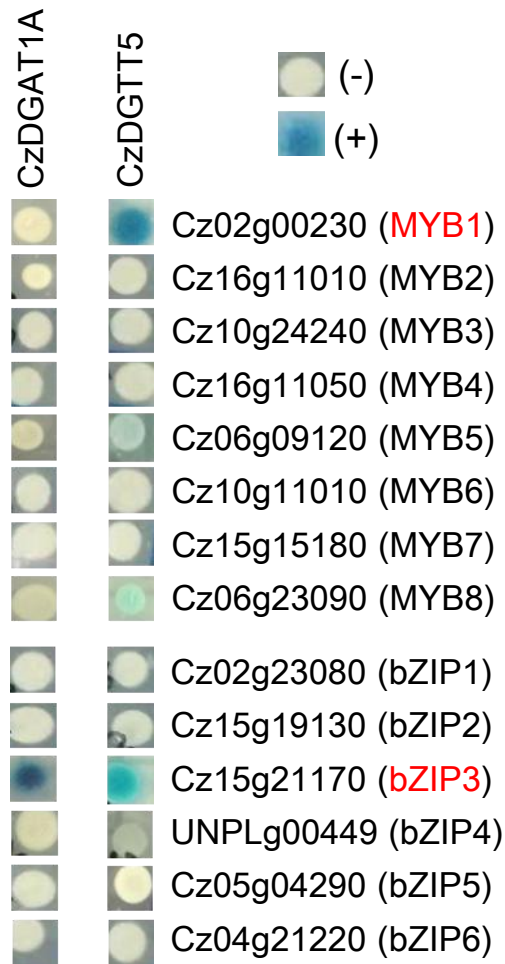 CzDGAT1A
CzDGTT5
(-)
(+)
Cz02g00230 (MYB1)
Cz16g11010 (MYB2)
Cz10g24240 (MYB3)
Cz16g11050 (MYB4)
Cz06g09120 (MYB5)
Cz10g11010 (MYB6)
Cz15g15180 (MYB7)
Cz06g23090 (MYB8)
Cz02g23080 (bZIP1)
Cz15g19130 (bZIP2)
Cz15g21170 (bZIP3)
UNPLg00449 (bZIP4)
Cz05g04290 (bZIP5)
Cz04g21220 (bZIP6)